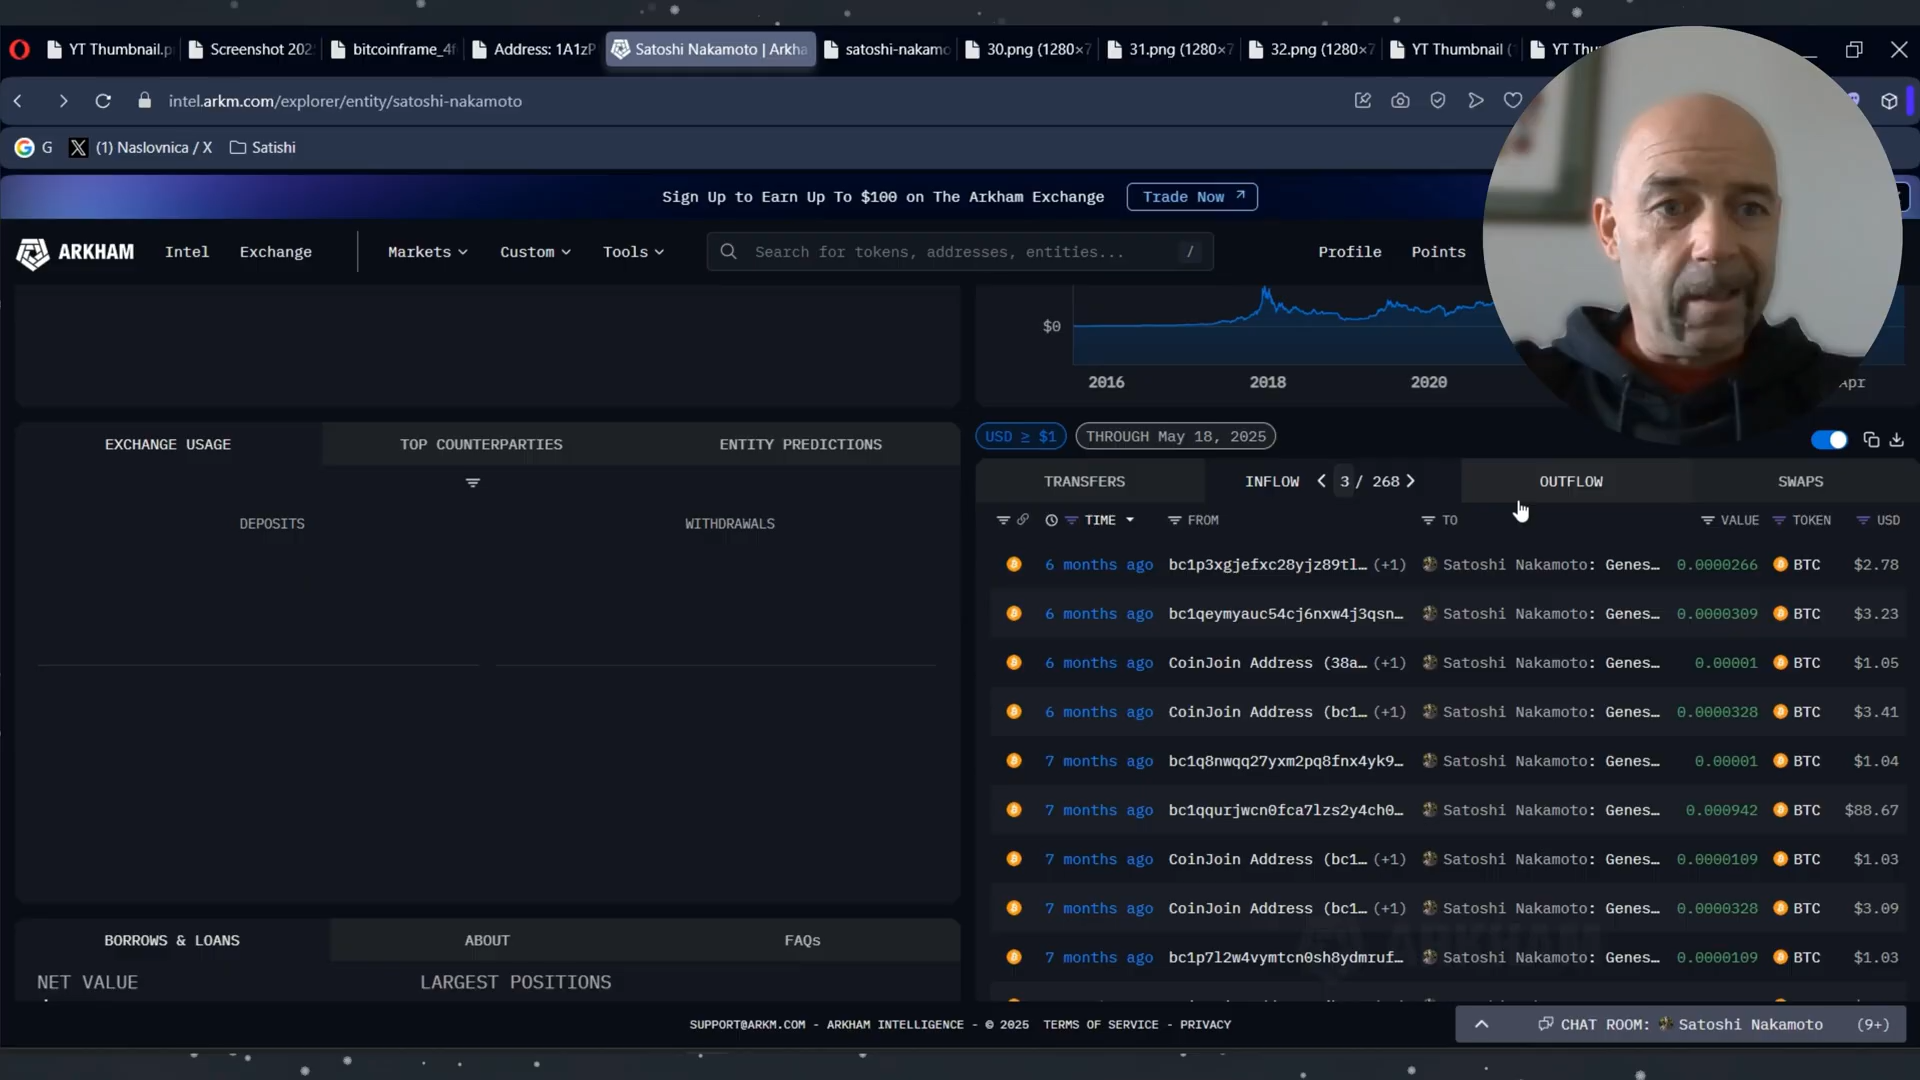 YT Thumbnail.p
Screenshot 202
bitcoinframe_4f
Address: 1A1zP
Satoshi Nakamoto | Arkha
satoshi-nakamo
30.png (1280×7
31.png (1280×7
32.png (1280×7
YT Thumbnail (
YT Thu
intel.arkm.com/explorer/entity/satoshi-nakamoto
G
(1) Naslovnica / X
Satishi
Sign Up to Earn Up To $100 on The Arkham Exchange
Trade Now
ARKHAM
Intel
Exchange
Markets
Custom
Tools
Search for tokens, addresses, entities...
/
Profile
Points
$0
2016
2018
2020
Apr
EXCHANGE USAGE
TOP COUNTERPARTIES
ENTITY PREDICTIONS
DEPOSITS
WITHDRAWALS
USD ≥ $1
THROUGH May 18, 2025
TRANSFERS
INFLOW
3 / 268
OUTFLOW
SWAPS
TIME
FROM
TO
VALUE
TOKEN
USD
6 months ago bc1p3xgjefxc28yjz89tl… (+1) Satoshi Nakamoto: Genes… 0.0000266 BTC $2.78
6 months ago bc1qeymyauc54cj6nxw4j3qsn… Satoshi Nakamoto: Genes… 0.0000309 BTC $3.23
6 months ago CoinJoin Address (38a… (+1) Satoshi Nakamoto: Genes… 0.00001 BTC $1.05
6 months ago CoinJoin Address (bc1… (+1) Satoshi Nakamoto: Genes… 0.0000328 BTC $3.41
7 months ago bc1q8nwqq27yxm2pq8fnx4yk9… Satoshi Nakamoto: Genes… 0.00001 BTC $1.04
7 months ago bc1qqurjwcn0fca7lzs2y4ch0… Satoshi Nakamoto: Genes… 0.000942 BTC $88.67
7 months ago CoinJoin Address (bc1… (+1) Satoshi Nakamoto: Genes… 0.0000109 BTC $1.03
7 months ago CoinJoin Address (bc1… (+1) Satoshi Nakamoto: Genes… 0.0000328 BTC $3.09
7 months ago bc1p7l2w4vymtcn0sh8ydmruf… Satoshi Nakamoto: Genes… 0.0000109 BTC $1.03
ARKHAM
BORROWS & LOANS
ABOUT
FAQs
NET VALUE
LARGEST POSITIONS
SUPPORT@ARKM.COM - ARKHAM INTELLIGENCE - © 2025 TERMS OF SERVICE - PRIVACY
CHAT ROOM: Satoshi Nakamoto (9+)